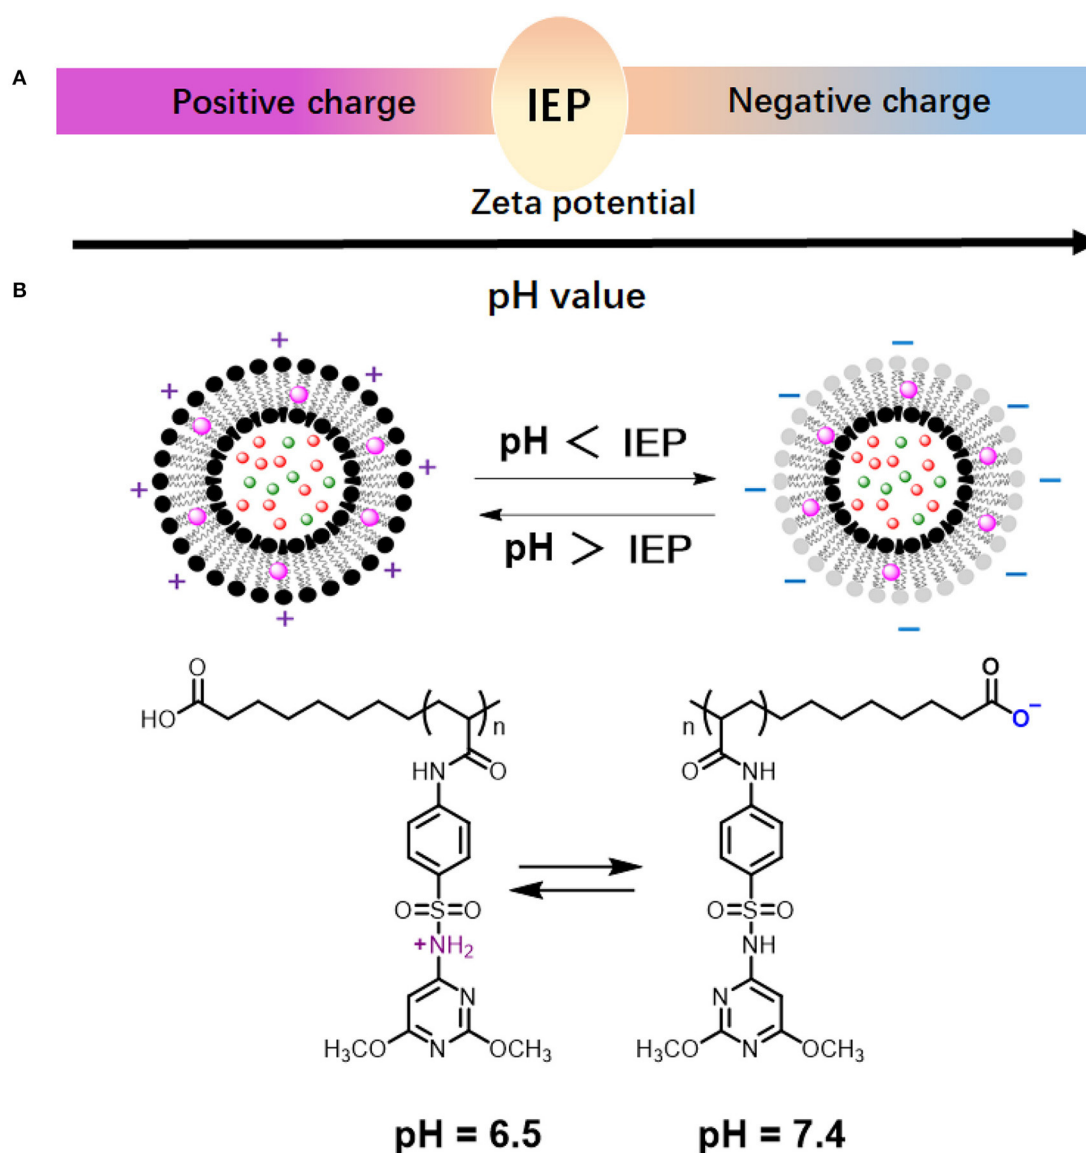 A
Positive charge IEP Negative charge
Zeta potential
B
pH value
+ + + + + + + +
− − − − − − − −
pH < IEP
pH > IEP
O
HO
n
HN O
O=S=O
+NH₂
N
H₃CO N OCH₃
O
O⁻
n
O NH
O=S=O
NH
N
H₃CO N OCH₃
pH = 6.5 pH = 7.4